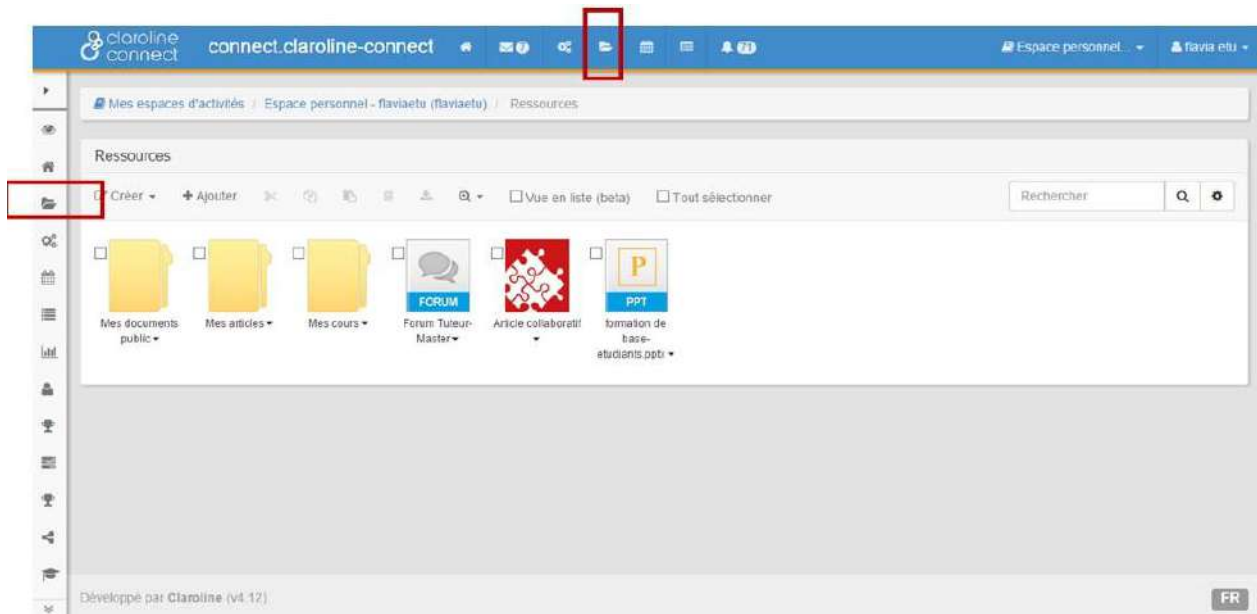 claroline
connect
connect.claroline-connect
Espace personnel...
flavia etu
Mes espaces d'activités / Espace personnel - flaviaetu (flaviaetu) / Ressources
Ressources
Créer
+ Ajouter
Vue en liste (beta)
Tout sélectionner
Rechercher
P
FORUM
PPT
Mes documents
public
Mes articles
Mes cours
Forum Tuteur-
Master
Article collaboratif
formation de
base-
etudiants.pptx
Développé par Claroline (v4.12)
FR